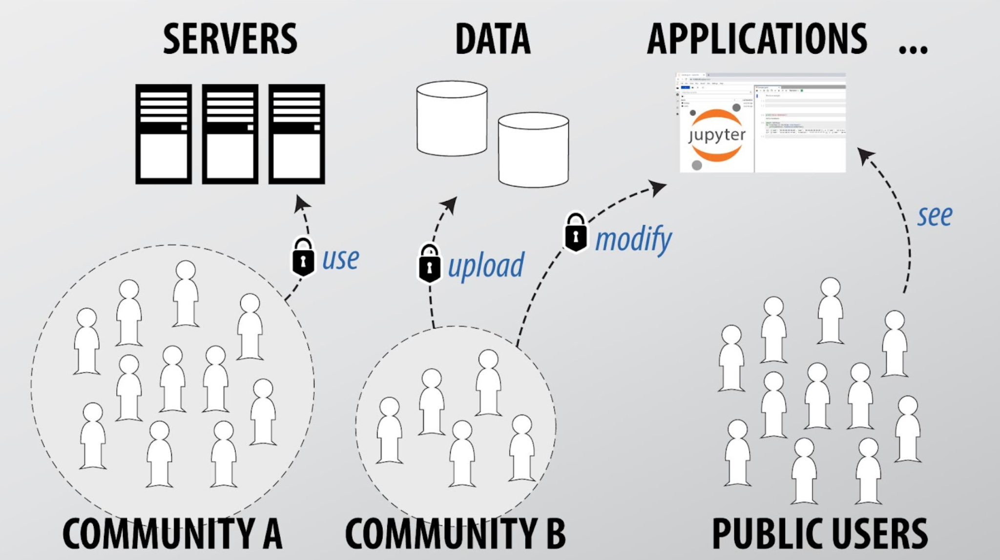 SERVERS
DATA
APPLICATIONS ...
jupyter
see
modify
use
upload
COMMUNITY A
COMMUNITY B
PUBLIC USERS